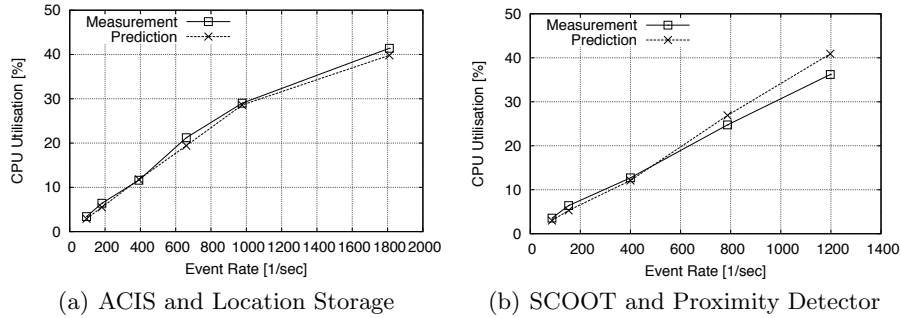 Measurement
Prediction
CPU Utilisation [%]
50
40
30
20
10
0
0 200 400 600 800 1000 1200 1400 1600 1800 2000
Event Rate [1/sec]
(a) ACIS and Location Storage
Measurement
Prediction
CPU Utilisation [%]
50
40
30
20
10
0
0 200 400 600 800 1000 1200 1400
Event Rate [1/sec]
(b) SCOOT and Proximity Detector